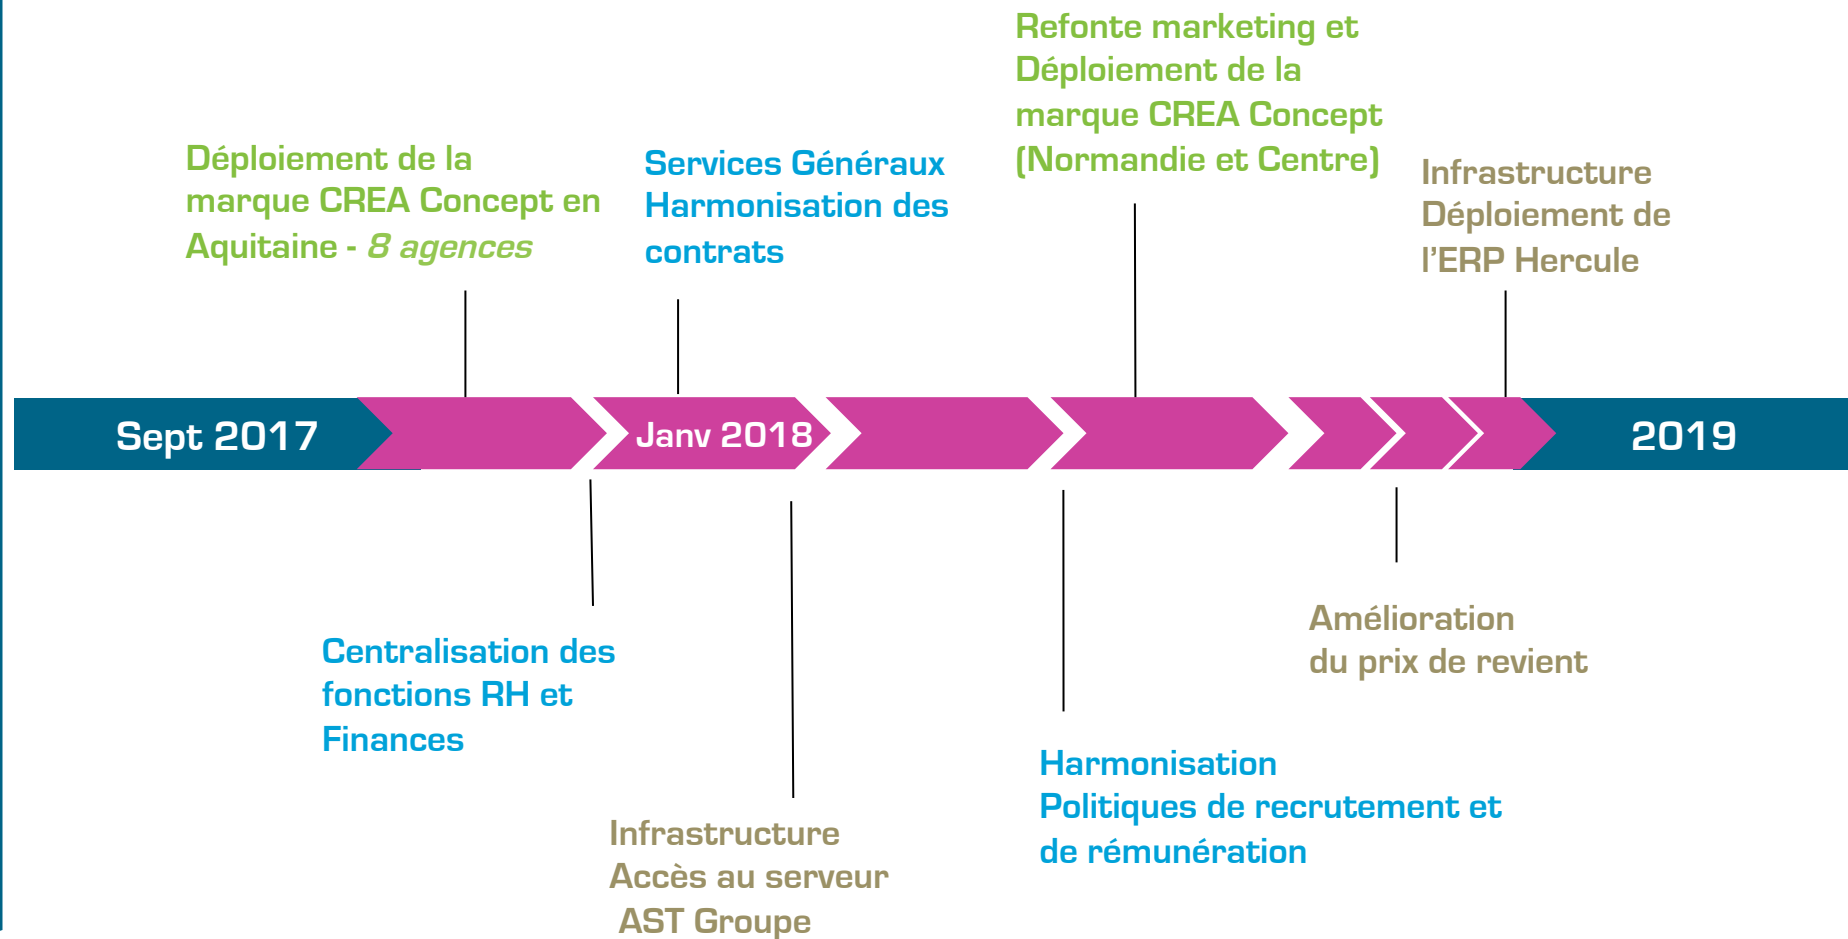 Refonte marketing et
Déploiement de la
marque CREA Concept
(Normandie et Centre)
Déploiement de la
marque CREA Concept en
Aquitaine - 8 agences
Services Généraux
Harmonisation des
contrats
Infrastructure
Déploiement de
l’ERP Hercule
Sept 2017
Janv 2018
2019
Centralisation des
fonctions RH et
Finances
Infrastructure
Accès au serveur
AST Groupe
Harmonisation
Politiques de recrutement et
de rémunération
Amélioration
du prix de revient